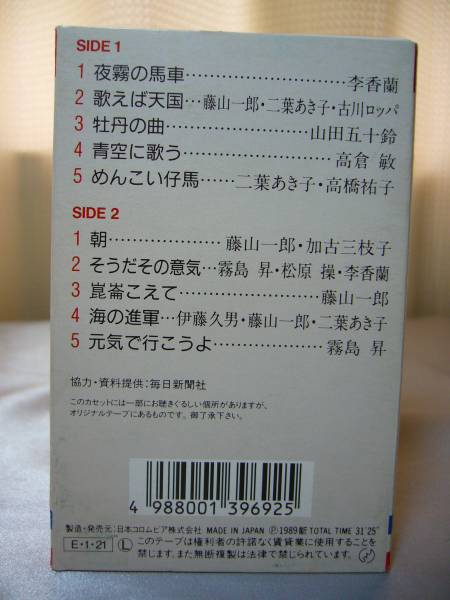 SIDE 1
1 夜霧の馬車……………………李香蘭
2 歌えば天国…藤山一郎・二葉あき子・古川ロッパ
3 牡丹の曲……………………山田五十鈴
4 青空に歌う……………………高倉 敏
5 めんこい仔馬……二葉あき子・高橋祐子
SIDE 2
1 朝………………藤山一郎・加古三枝子
2 そうだその意気…霧島 昇・松原 操・李香蘭
3 崑崙こえて……………………藤山一郎
4 海の進軍…伊藤久男・藤山一郎・二葉あき子
5 元気で行こうよ……………………霧島 昇
協力・資料提供:毎日新聞社
このカセットには一部にお聴きぐるしい個所がありますが、
オリジナルテープにあるものです。御了承下さい。
4 988001 396925
製造・発売元:日本コロムビア株式会社 MADE IN JAPAN Ⓟ1989 TOTAL TIME 31'25"
E・1・21 Ⓛ このテープは権利者の許諾なく賃貸業に使用することを
禁じます。また無断複製は法律で禁じられています。